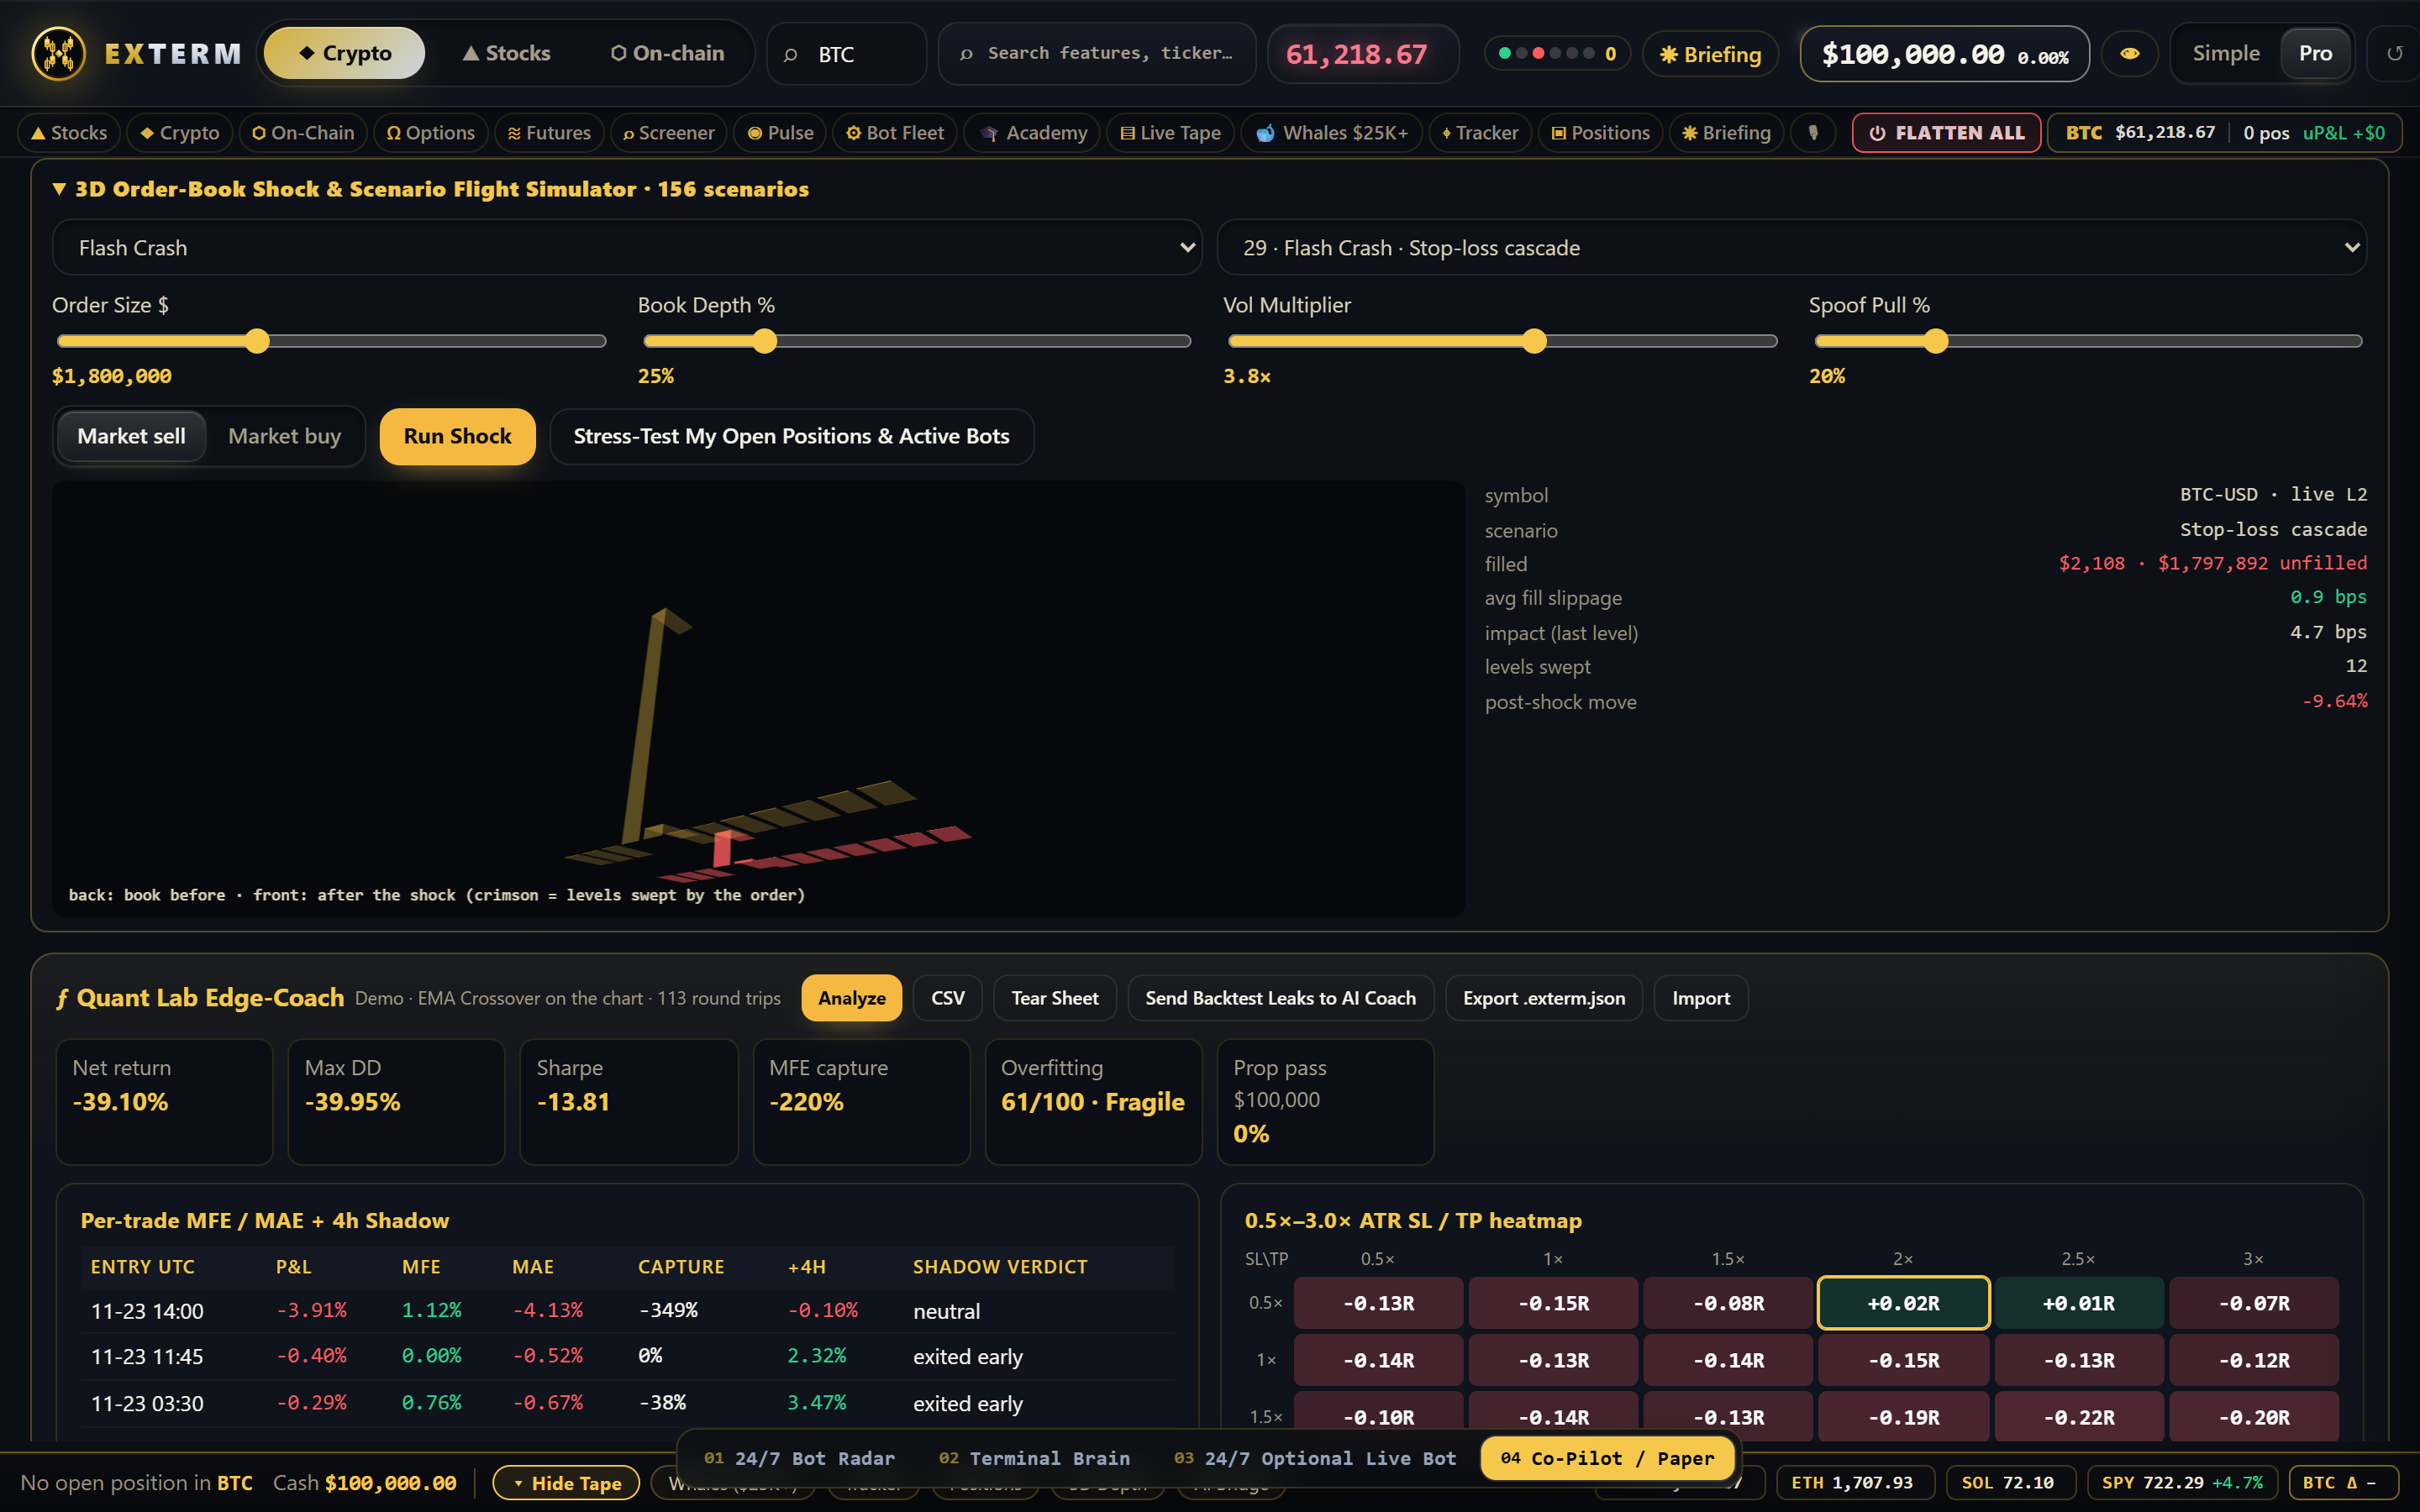 EXTERM
Crypto
Stocks
On-chain
BTC
Search features, ticker…
61,218.67
0
Briefing
$100,000.00 0.00%
Simple
Pro
Stocks
Crypto
On-Chain
Options
Futures
Screener
Pulse
Bot Fleet
Academy
Live Tape
Whales $25K+
Tracker
Positions
Briefing
FLATTEN ALL
BTC $61,218.67 0 pos uP&L +$0
3D Order-Book Shock & Scenario Flight Simulator · 156 scenarios
Flash Crash
29 · Flash Crash · Stop-loss cascade
Order Size $
Book Depth %
Vol Multiplier
Spoof Pull %
$1,800,000
25%
3.8×
20%
Market sell
Market buy
Run Shock
Stress-Test My Open Positions & Active Bots
symbol BTC-USD · live L2
scenario Stop-loss cascade
filled $2,108 · $1,797,892 unfilled
avg fill slippage 0.9 bps
impact (last level) 4.7 bps
levels swept 12
post-shock move -9.64%
back: book before · front: after the shock (crimson = levels swept by the order)
ƒ Quant Lab Edge-Coach Demo · EMA Crossover on the chart · 113 round trips
Analyze
CSV
Tear Sheet
Send Backtest Leaks to AI Coach
Export .exterm.json
Import
Net return
-39.10%
Max DD
-39.95%
Sharpe
-13.81
MFE capture
-220%
Overfitting
61/100 · Fragile
Prop pass
$100,000
0%
Per-trade MFE / MAE + 4h Shadow
ENTRY UTC P&L MFE MAE CAPTURE +4H SHADOW VERDICT
11-23 14:00 -3.91% 1.12% -4.13% -349% -0.10% neutral
11-23 11:45 -0.40% 0.00% -0.52% 0% 2.32% exited early
11-23 03:30 -0.29% 0.76% -0.67% -38% 3.47% exited early
0.5×–3.0× ATR SL / TP heatmap
SL\TP 0.5× 1× 1.5× 2× 2.5× 3×
0.5× -0.13R -0.15R -0.08R +0.02R +0.01R -0.07R
1× -0.14R -0.13R -0.14R -0.15R -0.13R -0.12R
1.5× -0.10R -0.14R -0.13R -0.19R -0.22R -0.20R
01 24/7 Bot Radar
02 Terminal Brain
03 24/7 Optional Live Bot
04 Co-Pilot / Paper
No open position in BTC Cash $100,000.00
Hide Tape
ETH 1,707.93
SOL 72.10
SPY 722.29 +4.7%
BTC Δ –